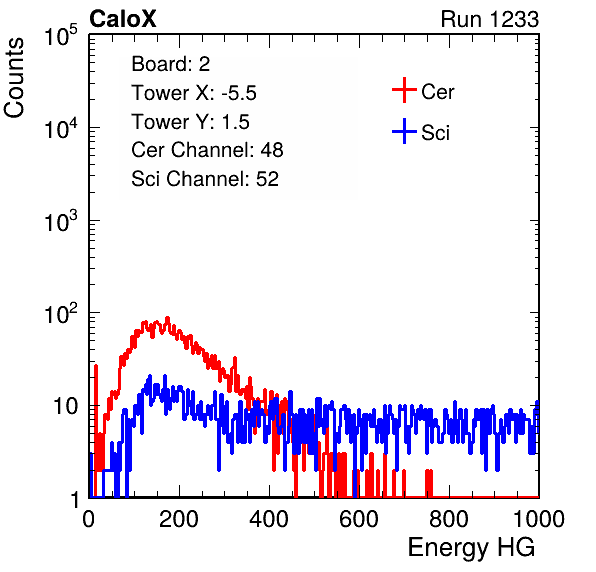 CaloX Run 1233
Counts
Board: 2
Tower X: -5.5
Tower Y: 1.5
Cer Channel: 48
Sci Channel: 52
Cer
Sci
10^5
10^4
10^3
10^2
10
1
0 200 400 600 800 1000
Energy HG